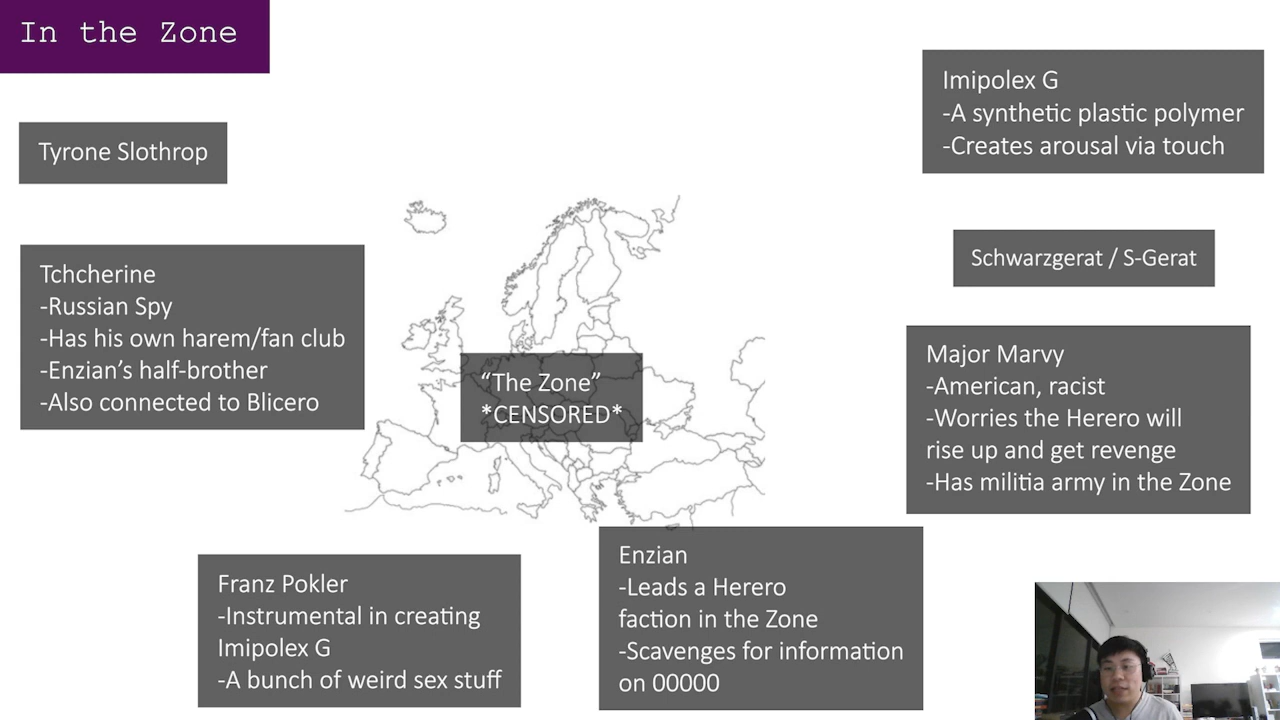 In the Zone
Tyrone Slothrop
Imipolex G
-A synthetic plastic polymer
-Creates arousal via touch
Schwarzgerat / S-Gerat
Tchcherine
-Russian Spy
-Has his own harem/fan club
-Enzian’s half-brother
-Also connected to Blicero
“The Zone”
*CENSORED*
Major Marvy
-American, racist
-Worries the Herero will
rise up and get revenge
-Has militia army in the Zone
Franz Pokler
-Instrumental in creating
Imipolex G
-A bunch of weird sex stuff
Enzian
-Leads a Herero
faction in the Zone
-Scavenges for information
on 00000